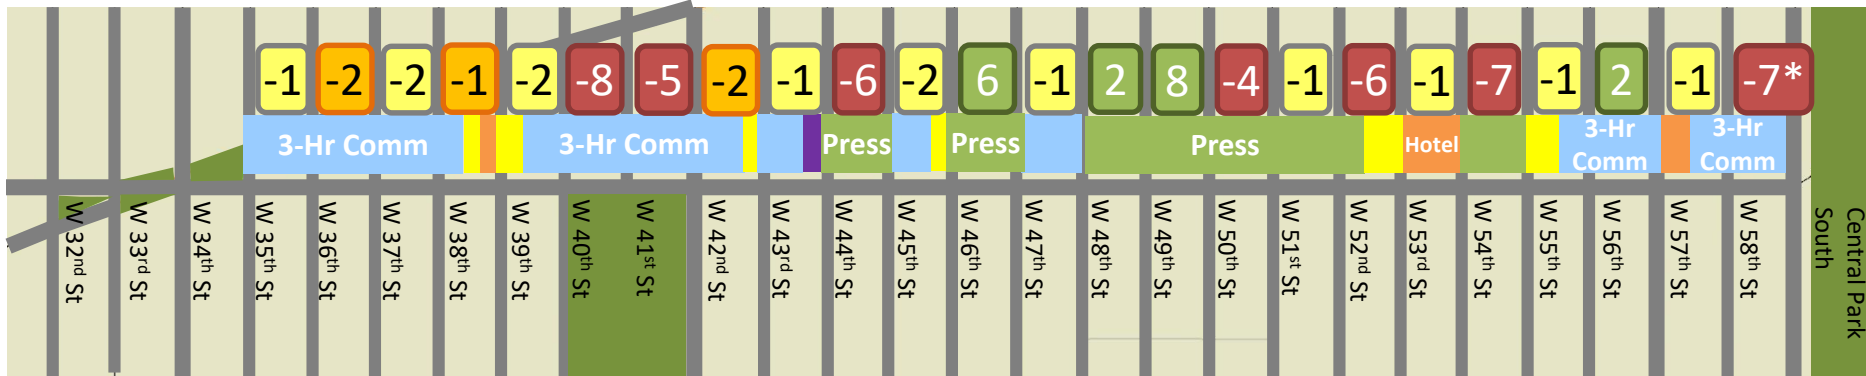 -1 -2 -2 -1 -2 -8 -5 -2 -1 -6 -2 6 -1 2 8 -4 -1 -6 -1 -7 -1 2 -1 -7*
3-Hr Comm
3-Hr Comm
Press
Press
Press
Hotel
3-Hr
Comm
3-Hr
Comm
W 32nd St
W 33rd St
W 34th St
W 35th St
W 36th St
W 37th St
W 38th St
W 39th St
W 40th St
W 41st St
W 42nd St
W 43rd St
W 44th St
W 45th St
W 46th St
W 47th St
W 48th St
W 49th St
W 50th St
W 51st St
W 52nd St
W 53rd St
W 54th St
W 55th St
W 56th St
W 57th St
W 58th St
Central Park
South